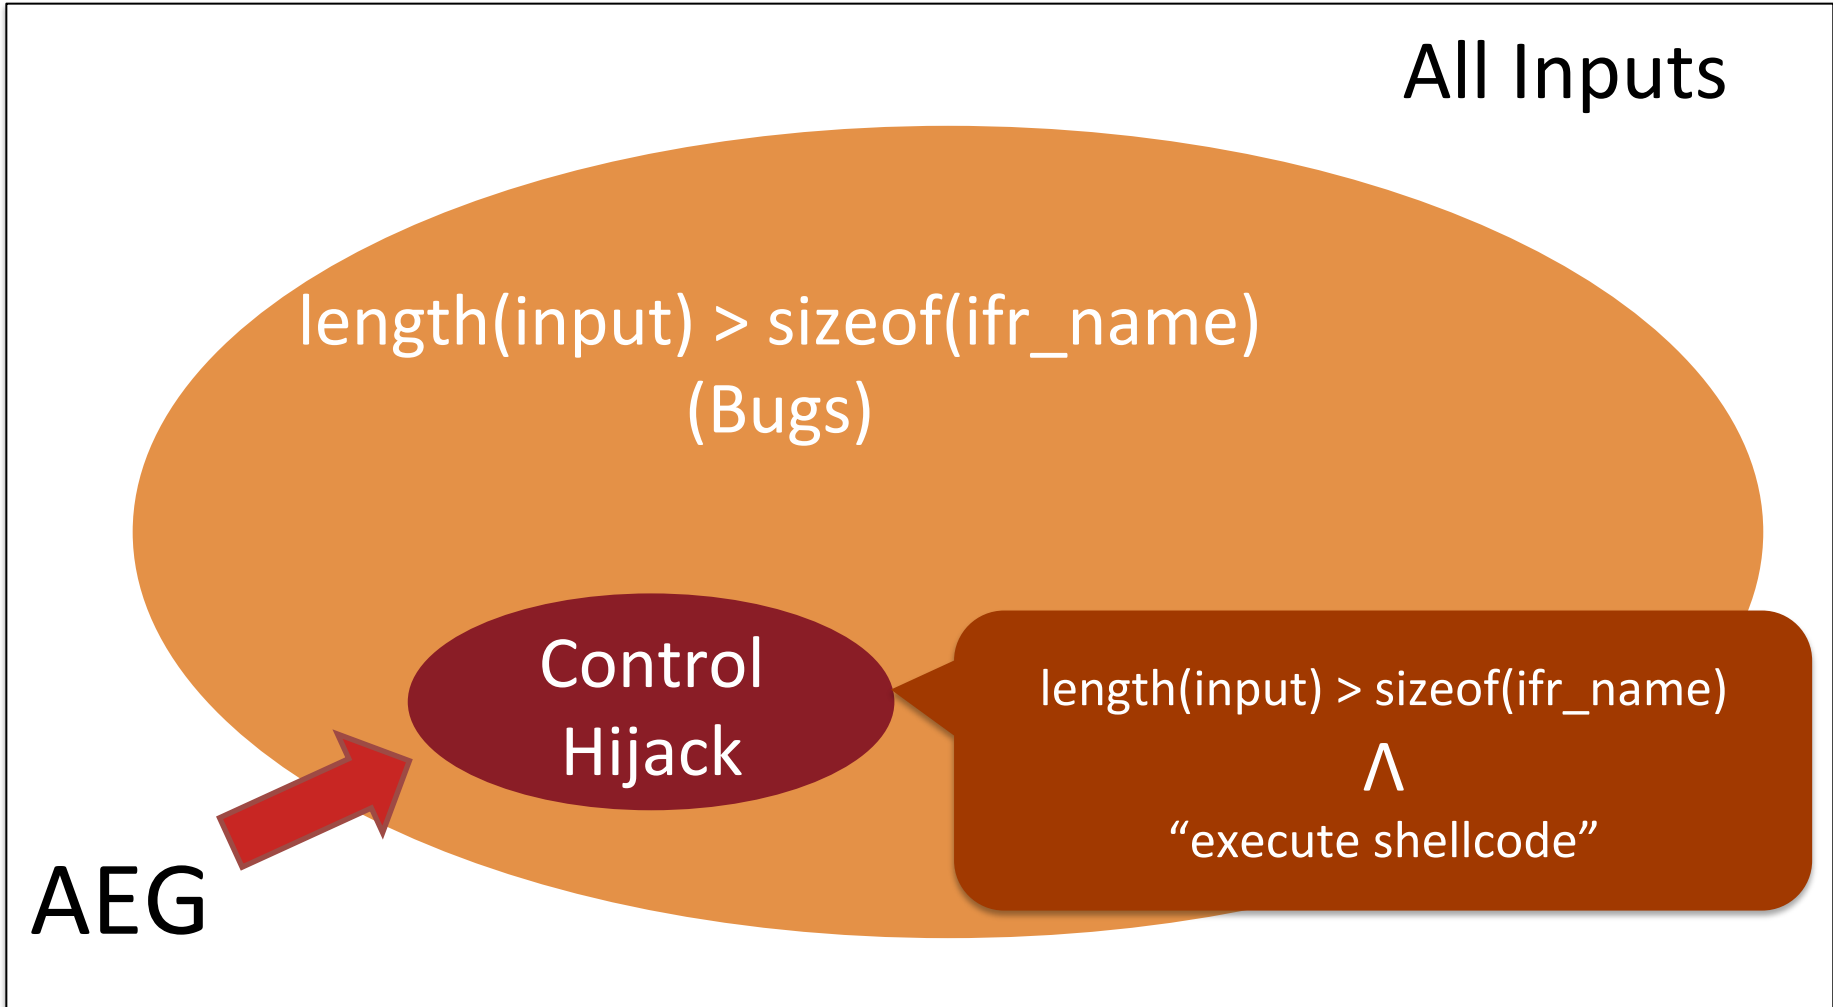 All Inputs
length(input) > sizeof(ifr_name)
(Bugs)
Control
Hijack
length(input) > sizeof(ifr_name)
Λ
“execute shellcode”
AEG